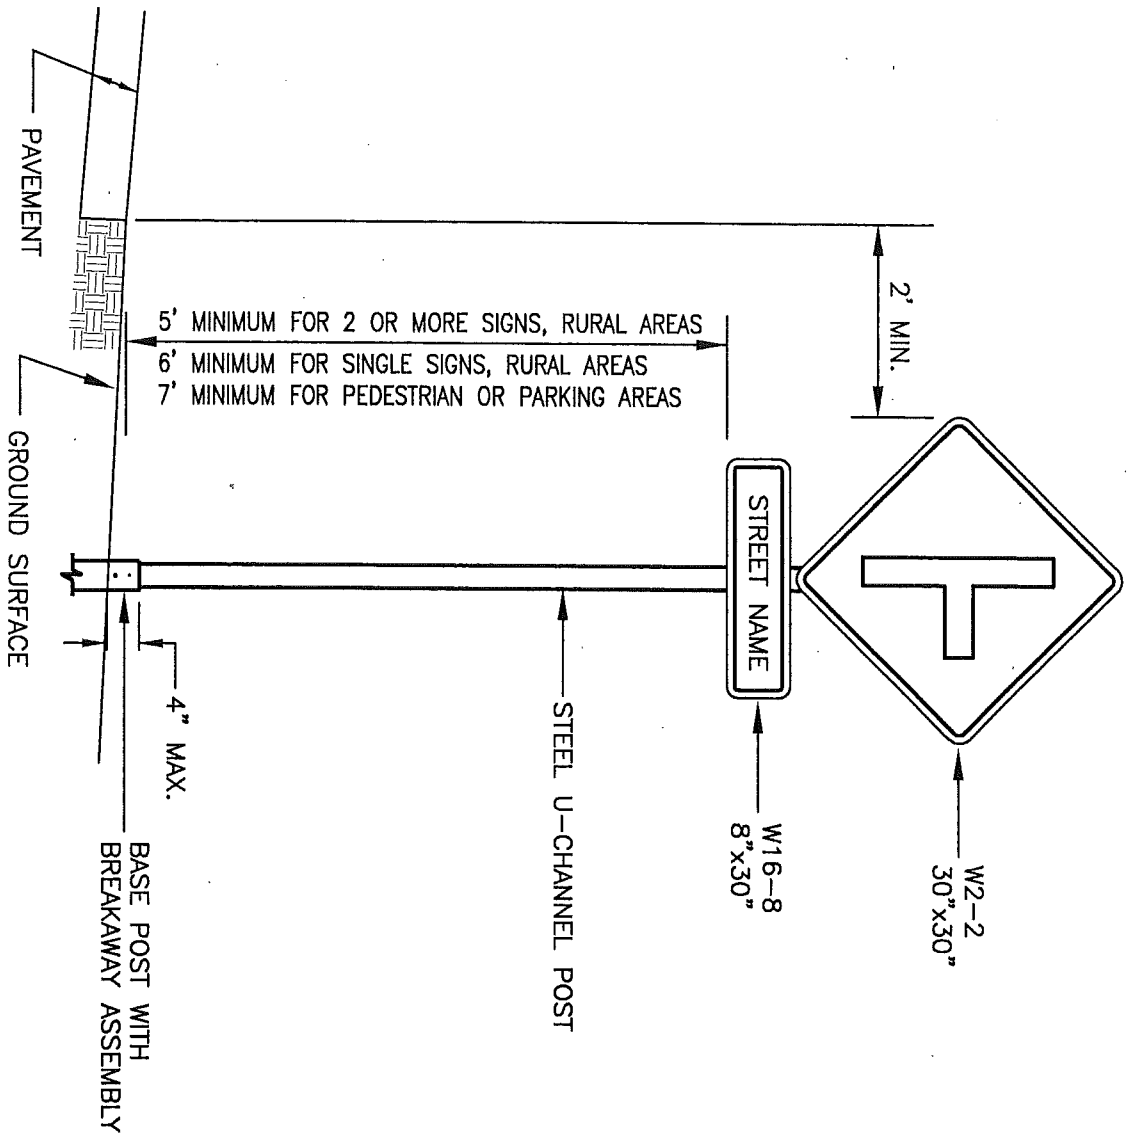 W2-2
30"x30"
2' MIN.
STREET NAME
W16-8
8"x30"
5' MINIMUM FOR 2 OR MORE SIGNS, RURAL AREAS
6' MINIMUM FOR SINGLE SIGNS, RURAL AREAS
7' MINIMUM FOR PEDESTRIAN OR PARKING AREAS
STEEL U-CHANNEL POST
4" MAX.
BASE POST WITH
BREAKAWAY ASSEMBLY
PAVEMENT
GROUND SURFACE